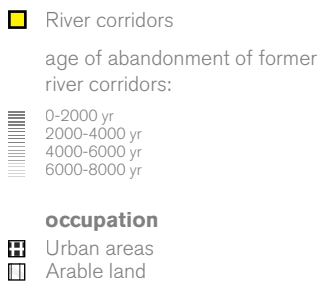 River corridors
age of abandonment of former
river corridors:
0-2000 yr
2000-4000 yr
4000-6000 yr
6000-8000 yr
occupation
Urban areas
Arable land